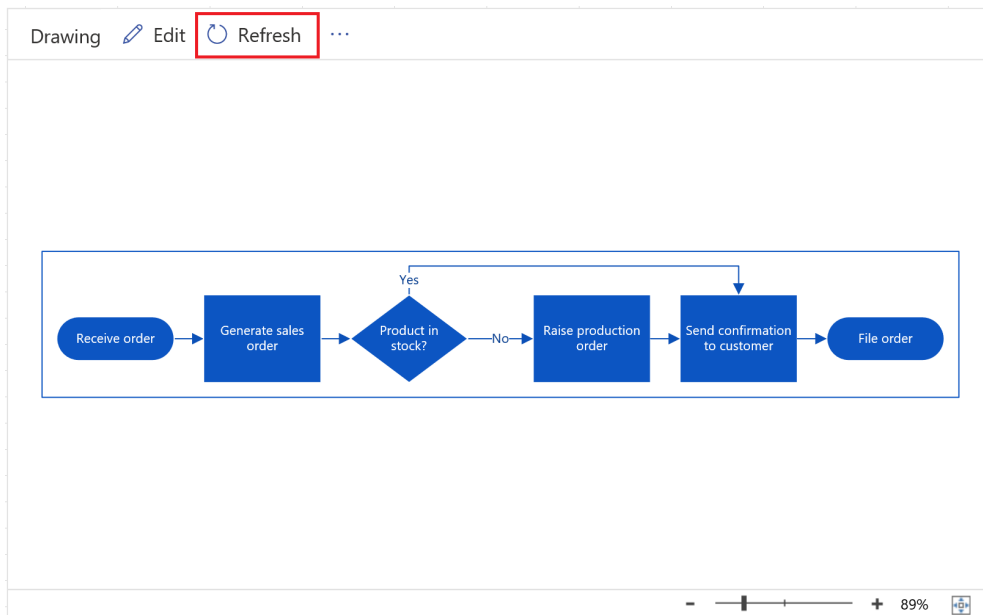 Drawing Edit Refresh ...
Yes
Receive order
Generate sales
order
Product in
stock?
No
Raise production
order
Send confirmation
to customer
File order
- + 89%